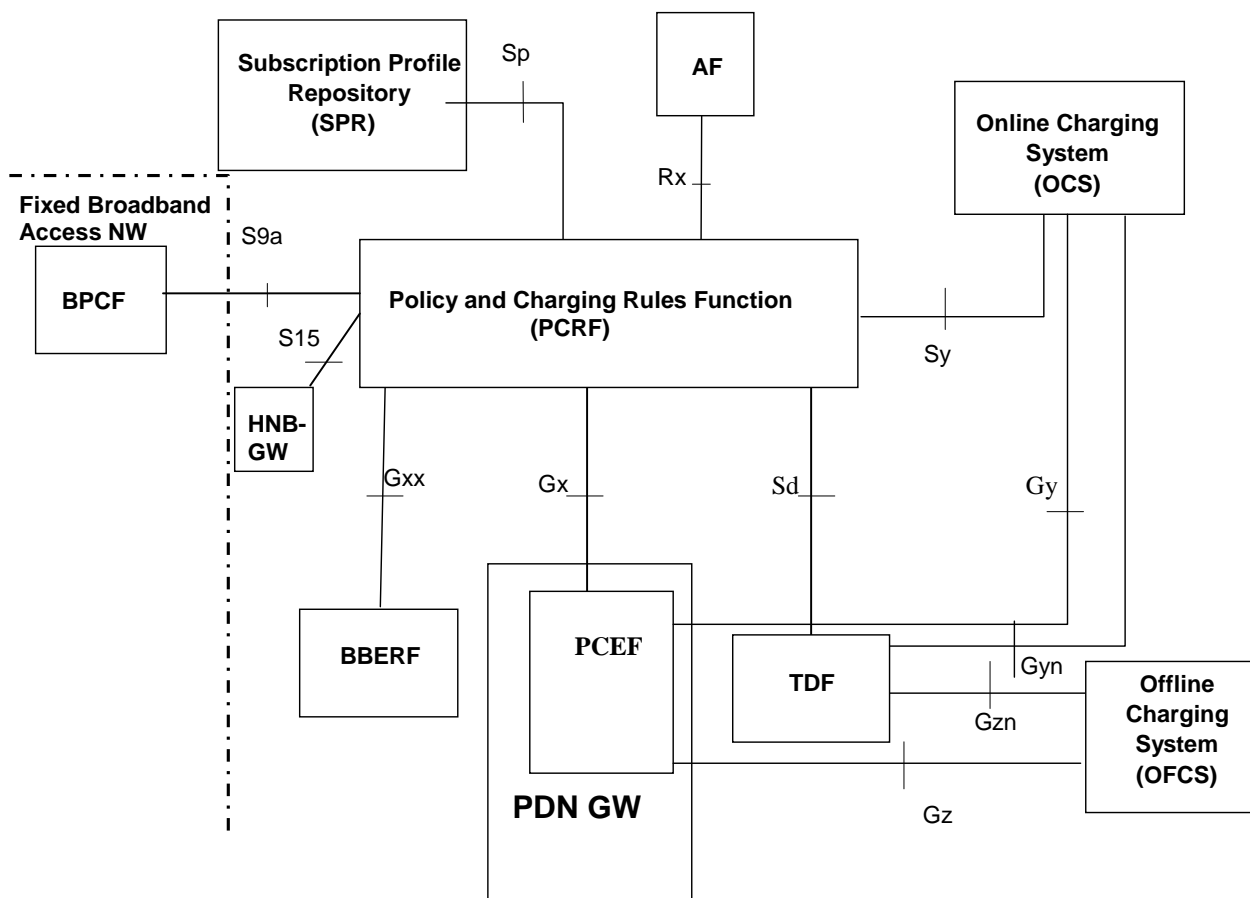 Subscription Profile
Repository
(SPR)
Sp
AF
Online Charging
System
(OCS)
Rx
Fixed Broadband
Access NW
S9a
BPCF
Policy and Charging Rules Function
(PCRF)
S15
Sy
HNB-
GW
Gxx
Gx
Sd
Gy
BBERF
PCEF
TDF
Gyn
Offline
Charging
System
(OFCS)
Gzn
PDN GW
Gz